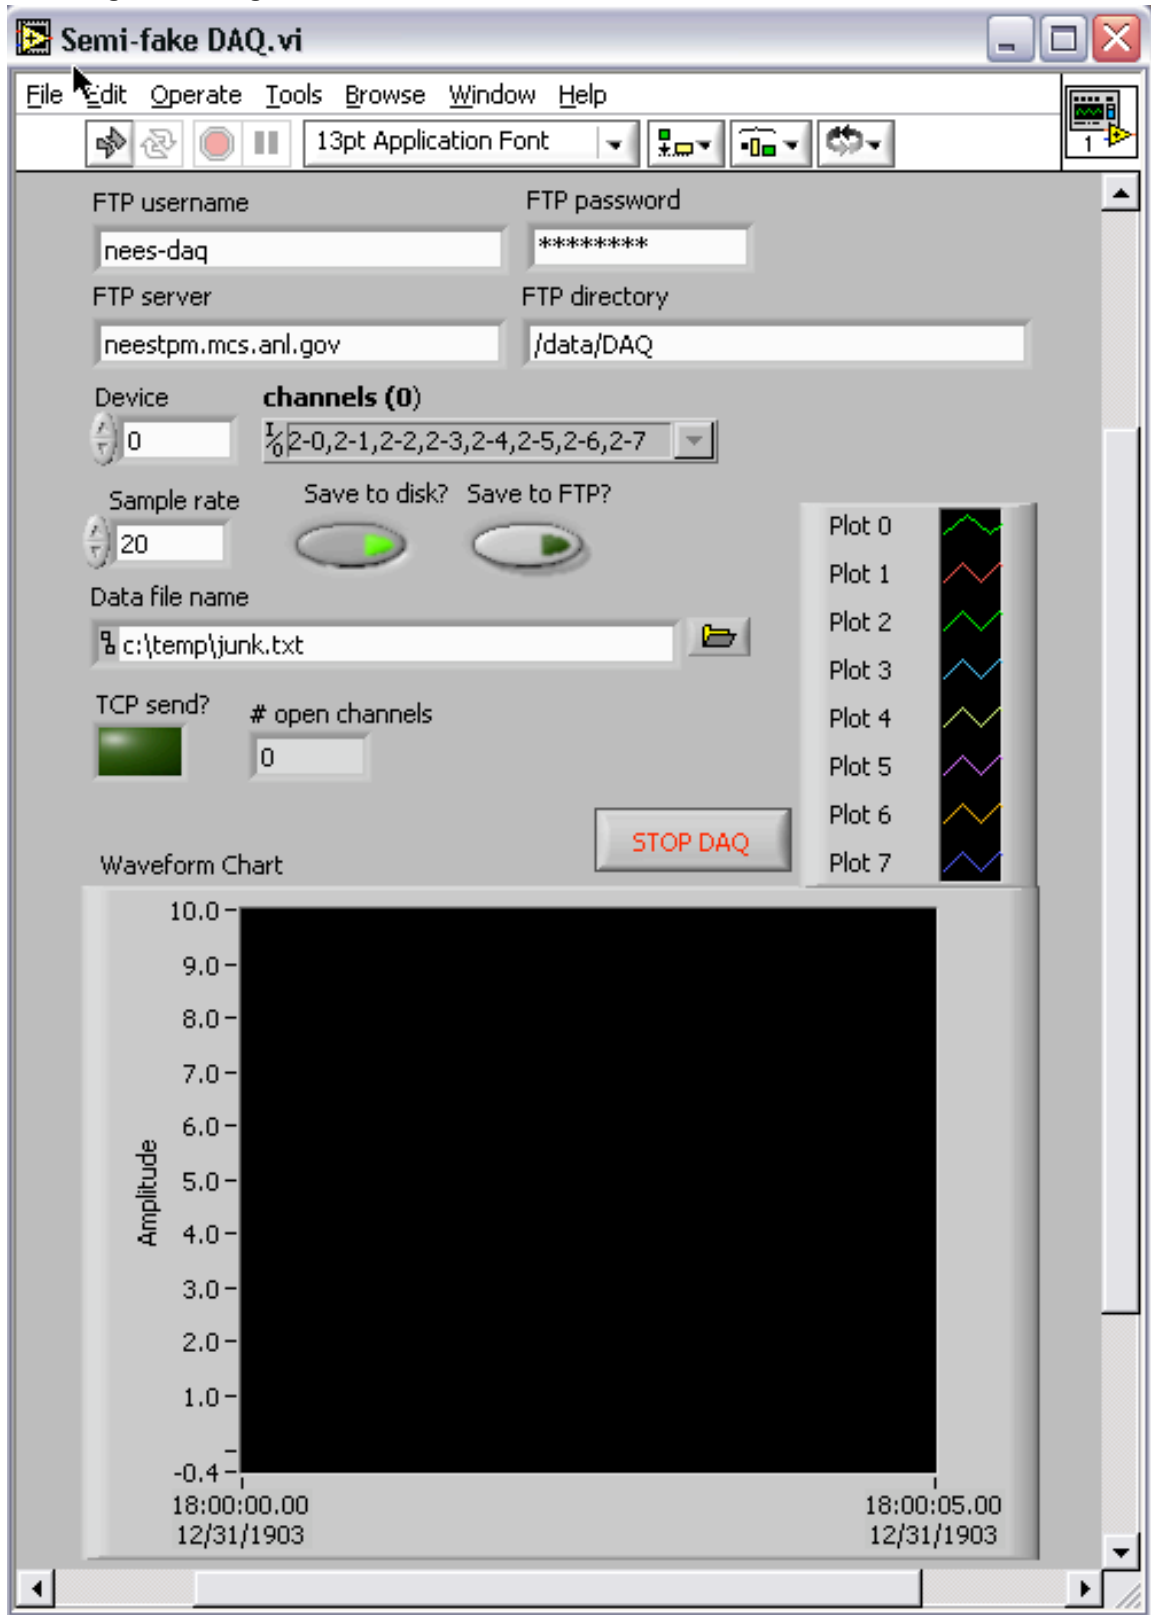 Semi-fake DAQ.vi
File Edit Operate Tools Browse Window Help
13pt Application Font
1
FTP username FTP password
nees-daq ********
FTP server FTP directory
neestpm.mcs.anl.gov /data/DAQ
Device channels (0)
0 I/O 2-0,2-1,2-2,2-3,2-4,2-5,2-6,2-7
Sample rate Save to disk? Save to FTP?
20
Data file name
c:\temp\junk.txt
TCP send? # open channels
0
Plot 0
Plot 1
Plot 2
Plot 3
Plot 4
Plot 5
Plot 6
Plot 7
STOP DAQ
Waveform Chart
10.0
9.0
8.0
7.0
6.0
5.0
4.0
3.0
2.0
1.0
-0.4
Amplitude
18:00:00.00 18:00:05.00
12/31/1903 12/31/1903